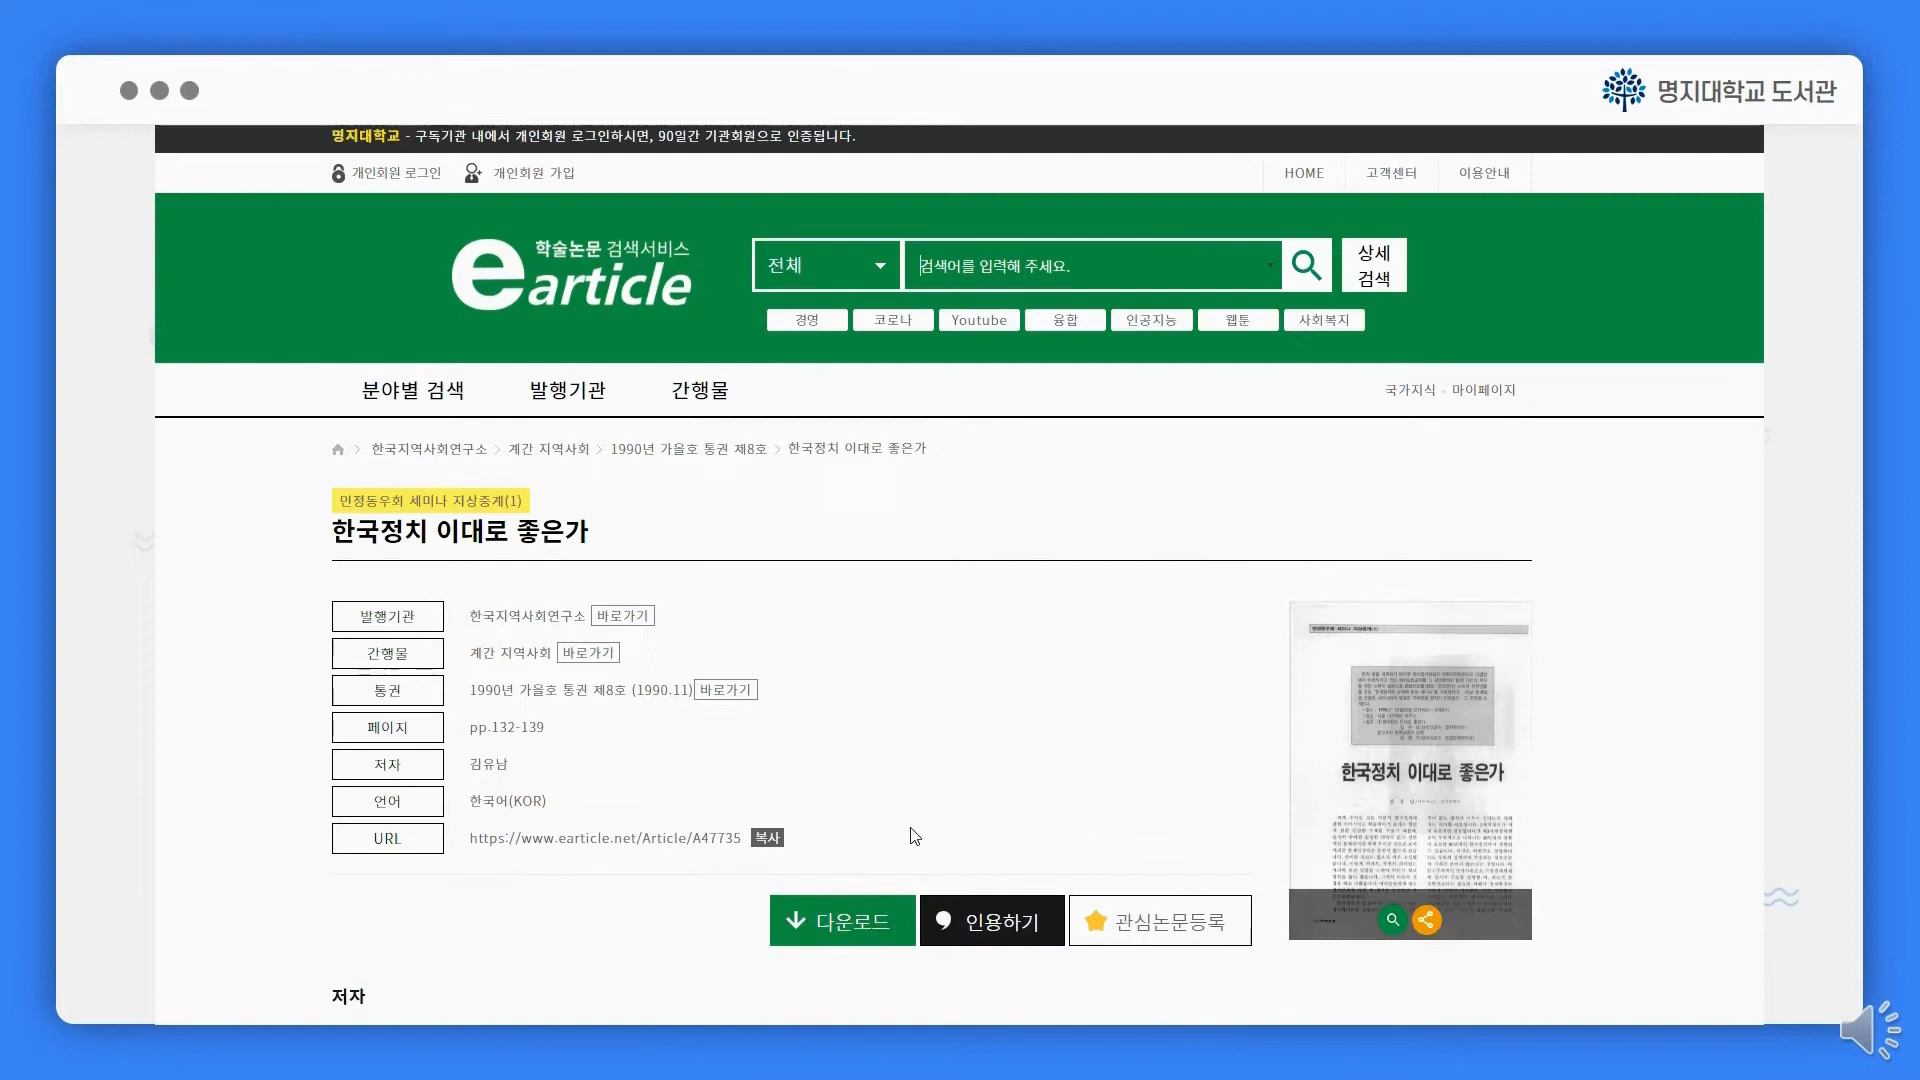 명지대학교 도서관
명지대학교 - 구독기관 내에서 개인회원 로그인하시면, 90일간 기관회원으로 인증됩니다.
개인회원 로그인 개인회원 가입 HOME 고객센터 이용안내
학술논문 검색서비스
earticle
전체 검색어를 입력해 주세요. 상세 검색
경영 코로나 Youtube 융합 인공지능 웹툰 사회복지
분야별 검색 발행기관 간행물 국가지식 · 마이페이지
한국지역사회연구소 > 계간 지역사회 > 1990년 가을호 통권 제8호 > 한국정치 이대로 좋은가
민정동우회 세미나 지상중계(1)
한국정치 이대로 좋은가
발행기관 한국지역사회연구소 바로가기
간행물 계간 지역사회 바로가기
통권 1990년 가을호 통권 제8호 (1990.11) 바로가기
페이지 pp.132-139
저자 김유남
언어 한국어(KOR)
URL https://www.earticle.net/Article/A47735 복사
민정동우회 세미나 지상중계(1)
한국정치 이대로 좋은가
다운로드 인용하기 관심논문등록
저자